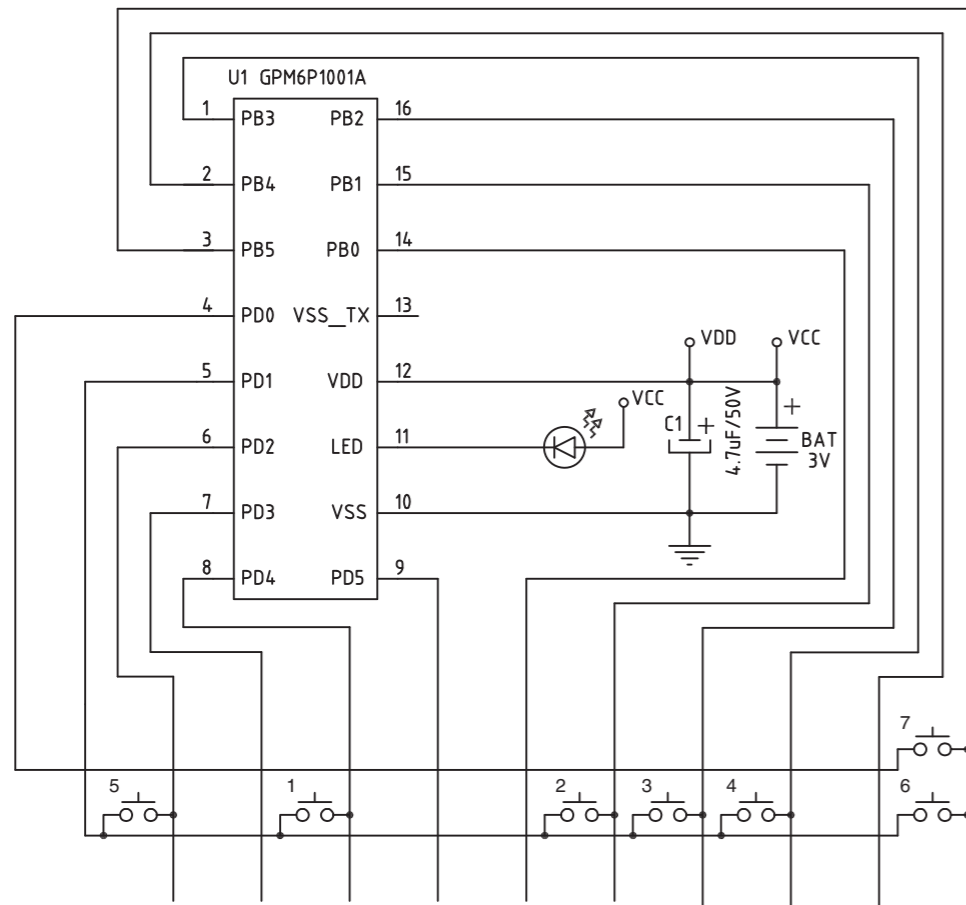 U1 GPM6P1001A
1 PB3 PB2 16
2 PB4 PB1 15
3 PB5 PB0 14
4 PD0 VSS_TX 13
5 PD1 VDD 12
6 PD2 LED 11
7 PD3 VSS 10
8 PD4 PD5 9
VDD
VCC
VCC
C1 +
4.7uF/50V
+
BAT
3V
7
5
1
2
3
4
6